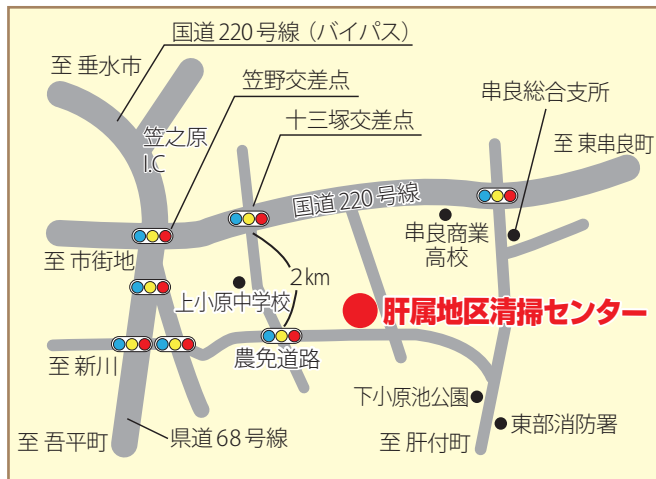 国道220号線（バイパス）
至 垂水市
笠野交差点
串良総合支所
十三塚交差点
笠之原
I.C
至 東串良町
国道220号線
串良商業
高校
至 市街地
2km
上小原中学校
肝属地区清掃センター
農免道路
至 新川
下小原池公園
東部消防署
県道68号線
至 吾平町
至 肝付町